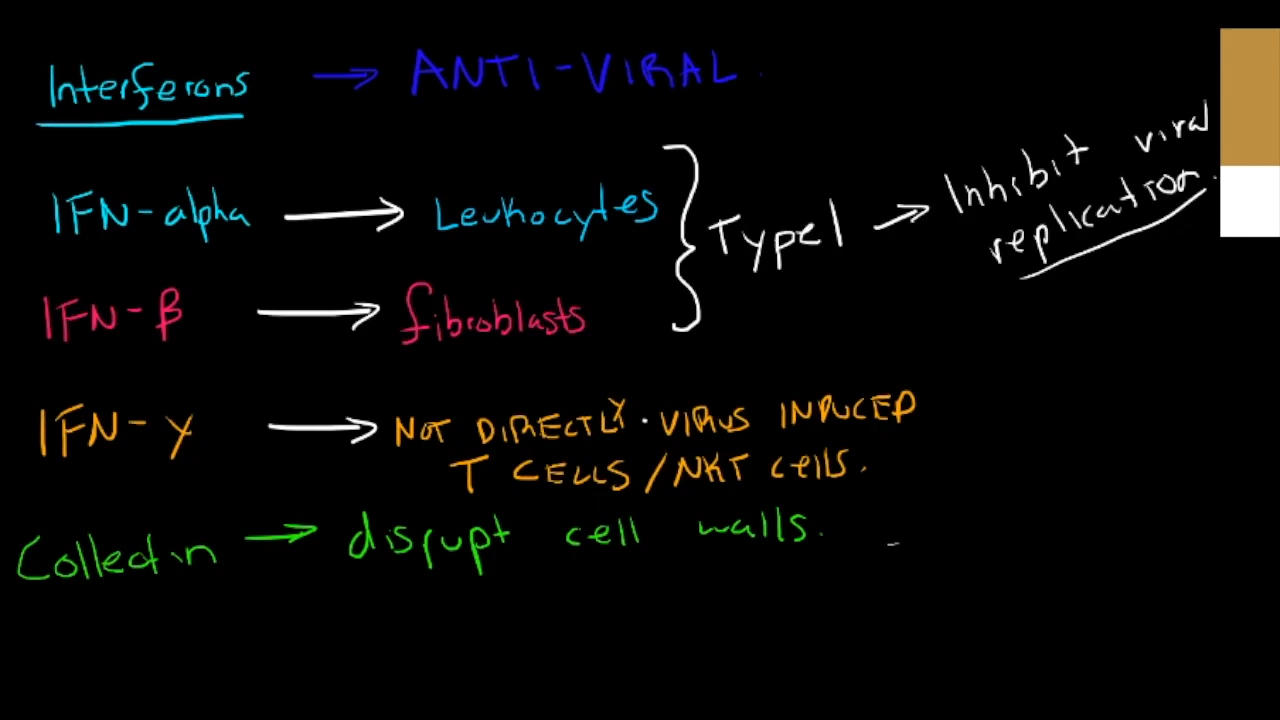 Interferons → ANTI-VIRAL.
IFN-alpha → Leukocytes } Type 1 → Inhibit viral replication.
IFN-β → fibroblasts
IFN-γ → NOT DIRECTLY · VIRUS INDUCED
T CELLS / NKT cells.
Collectin → disrupt cell walls. –